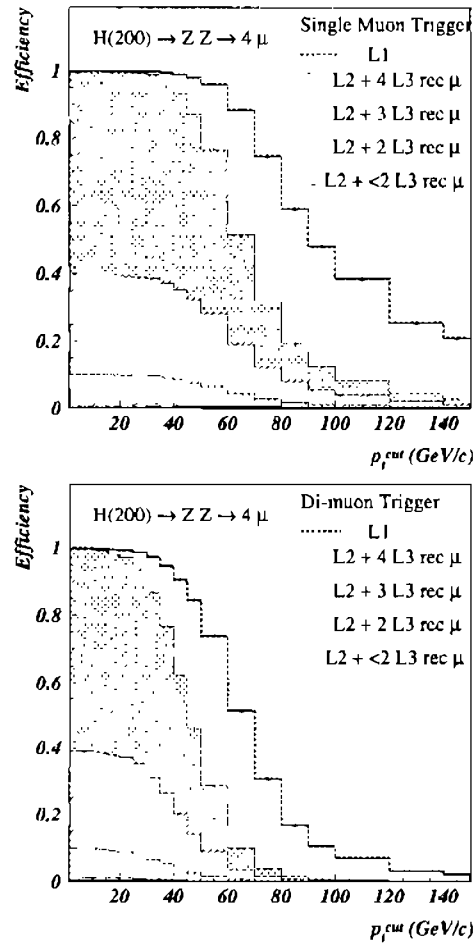 Efficiency
H(200) → Z Z → 4 μ
Single Muon Trigger
L1
L2 + 4 L3 rec μ
L2 + 3 L3 rec μ
L2 + 2 L3 rec μ
L2 + <2 L3 rec μ
1
0.8
0.6
0.4
0.2
0
20 40 60 80 100 120 140
p_t^cut (GeV/c)
Efficiency
H(200) → Z Z → 4 μ
Di-muon Trigger
L1
L2 + 4 L3 rec μ
L2 + 3 L3 rec μ
L2 + 2 L3 rec μ
L2 + <2 L3 rec μ
1
0.8
0.6
0.4
0.2
0
20 40 60 80 100 120 140
p_t^cut (GeV/c)